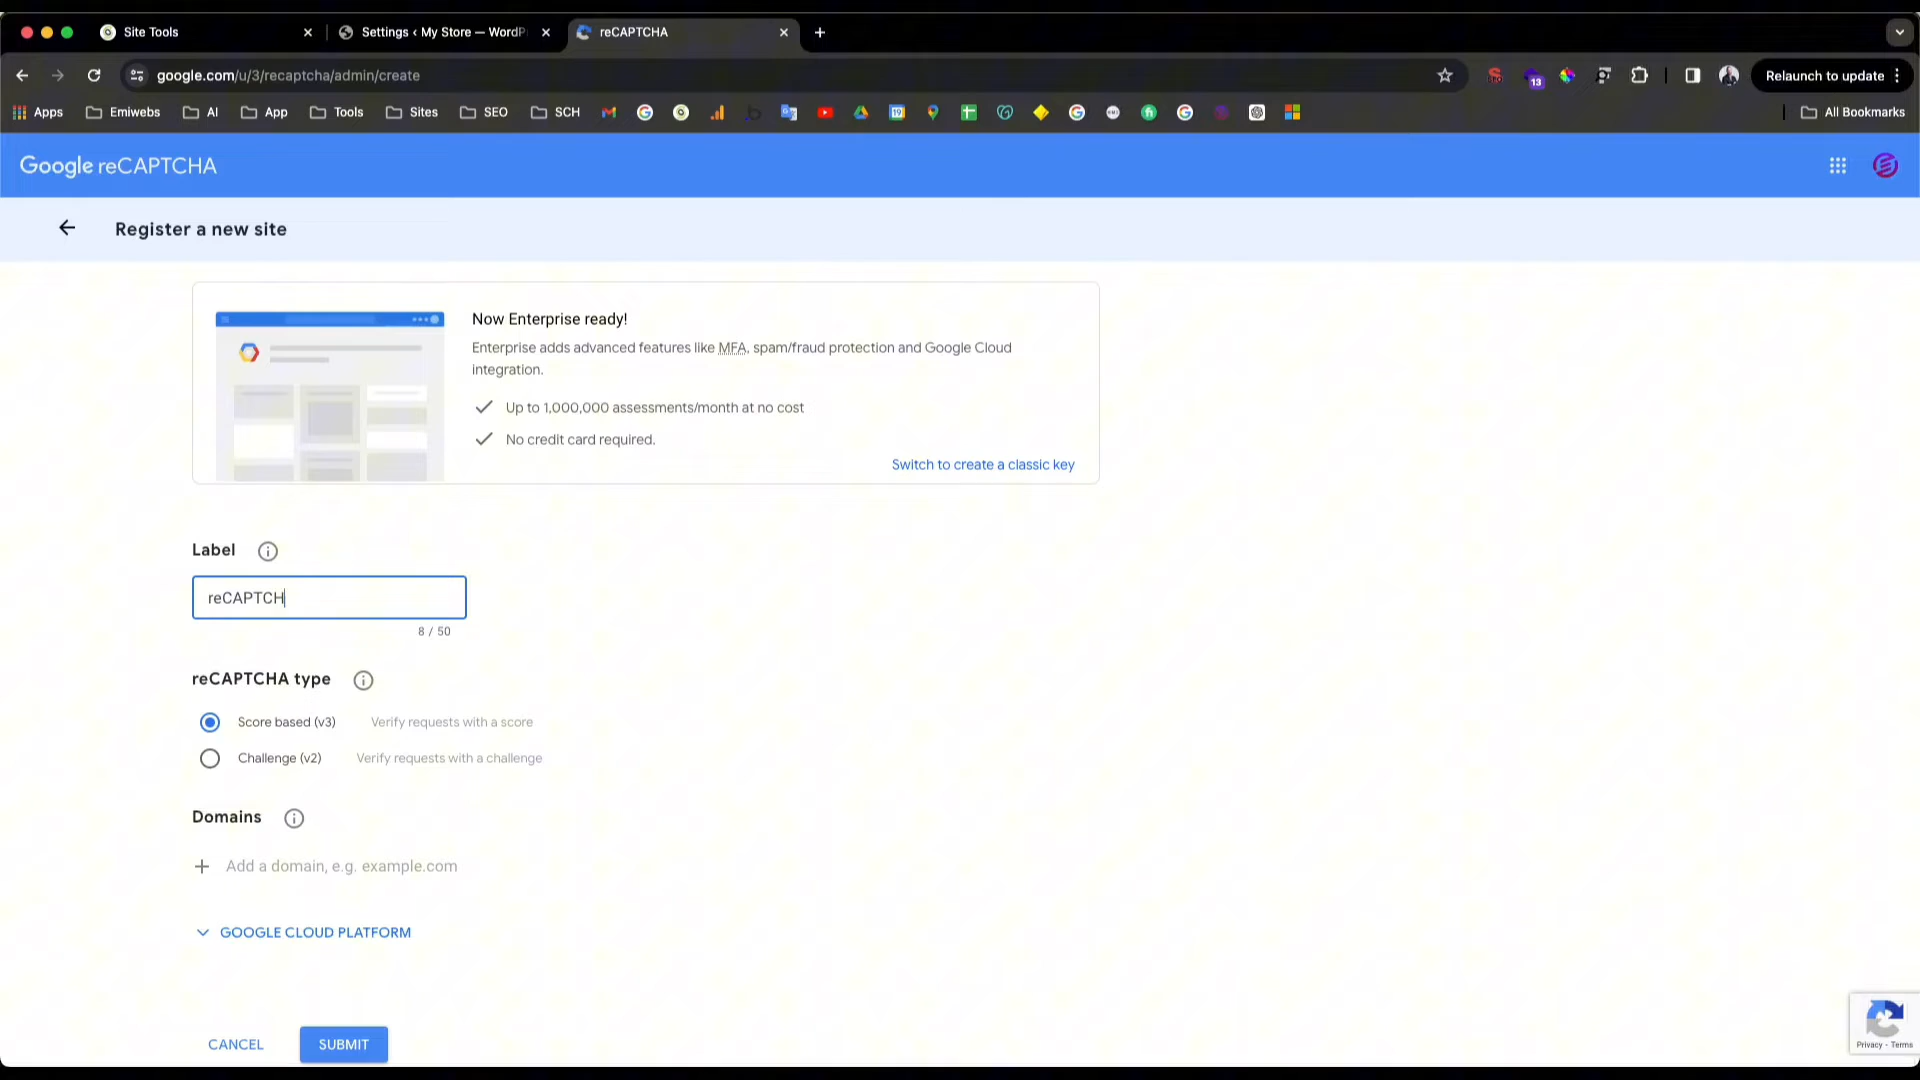 Site Tools
Settings ‹ My Store — WordP
reCAPTCHA
google.com/u/3/recaptcha/admin/create
13
Relaunch to update
Apps
Emiwebs
AI
App
Tools
Sites
SEO
SCH
All Bookmarks
Google reCAPTCHA
Register a new site
Now Enterprise ready!
Enterprise adds advanced features like MFA, spam/fraud protection and Google Cloud
integration.
Up to 1,000,000 assessments/month at no cost
No credit card required.
Switch to create a classic key
Label
reCAPTCH
8 / 50
reCAPTCHA type
Score based (v3) Verify requests with a score
Challenge (v2) Verify requests with a challenge
Domains
Add a domain, e.g. example.com
GOOGLE CLOUD PLATFORM
CANCEL
SUBMIT
Privacy - Terms